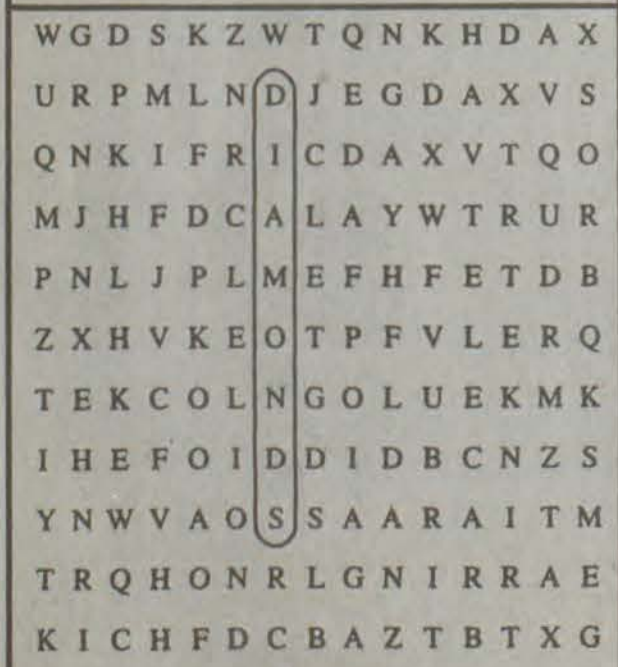 W G D S K Z W T Q N K H D A X
U R P M L N D J E G D A X V S
Q N K I F R I C D A X V T Q O
M J H F D C A L A Y W T R U R
P N L J P L M E F H F E T D B
Z X H V K E O T P F V L E R Q
T E K C O L N G O L U E K M K
I H E F O I D D I D B C N Z S
Y N W V A O S S A A R A I T M
T R Q H O N R L G N I R R A E
K I C H F D C B A Z T B T X G